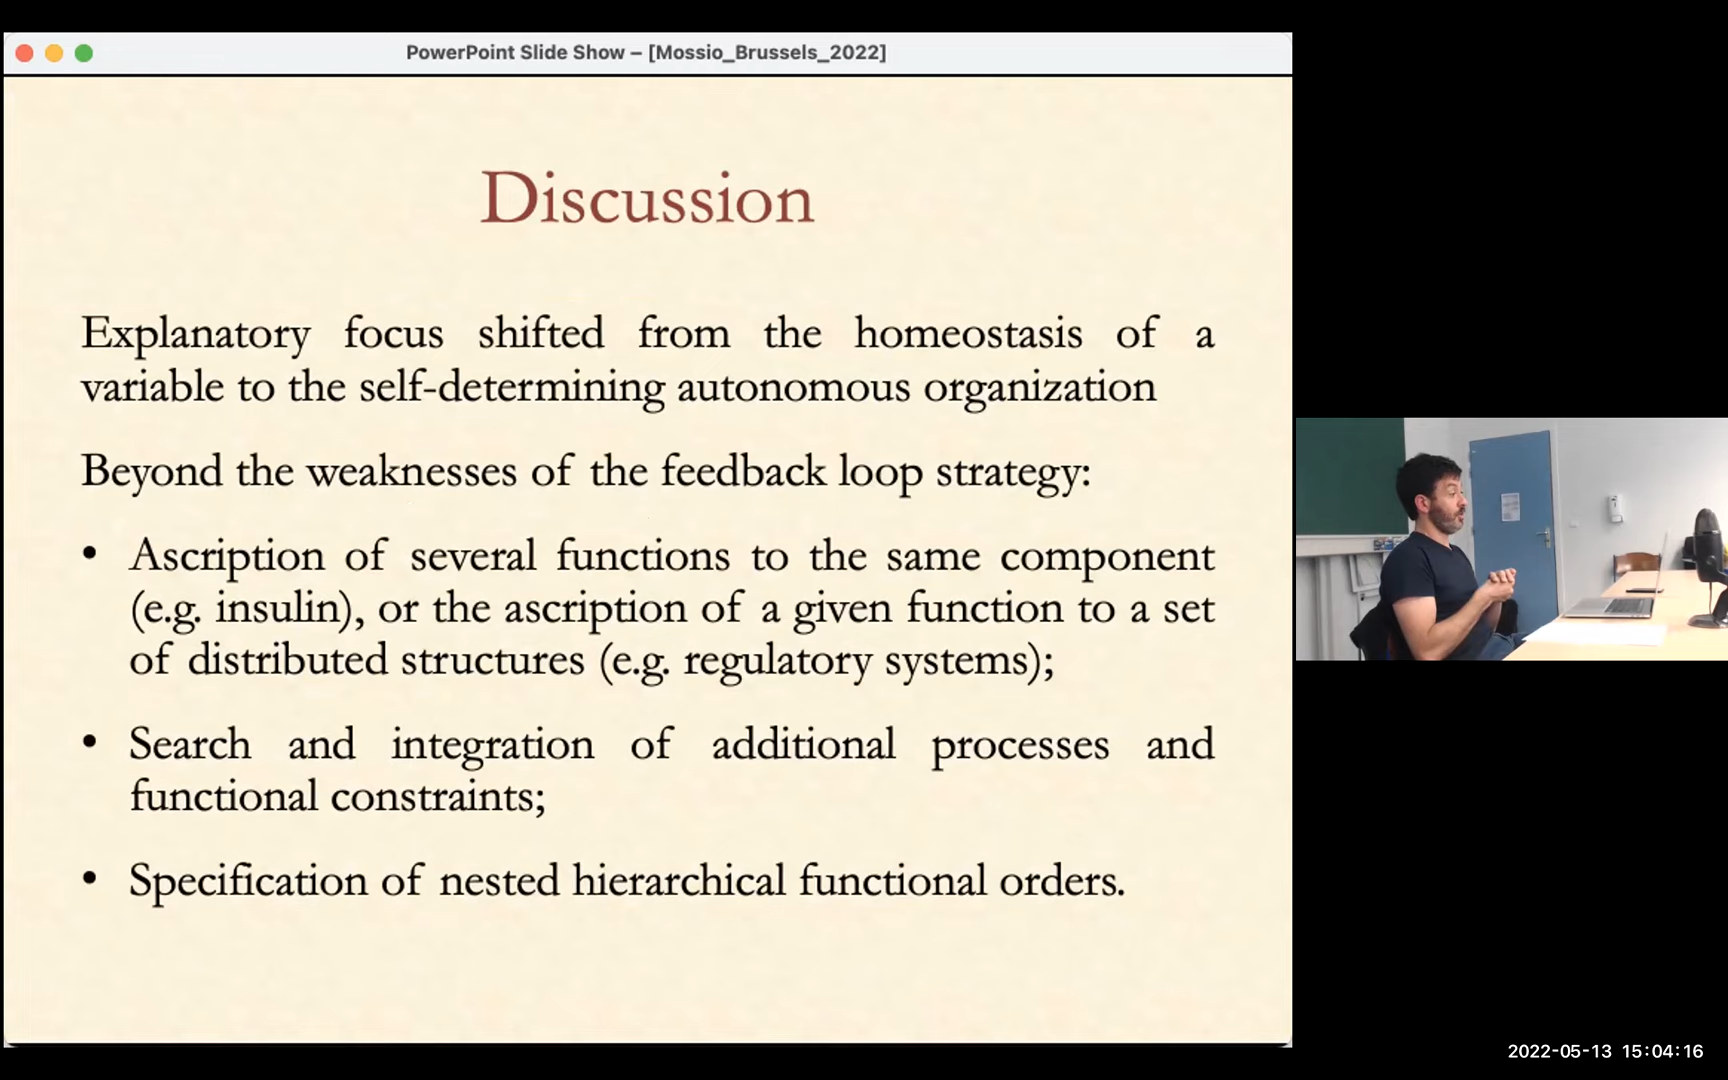 PowerPoint Slide Show – [Mossio_Brussels_2022]
Discussion
Explanatory focus shifted from the homeostasis of a
variable to the self-determining autonomous organization
Beyond the weaknesses of the feedback loop strategy:
• Ascription of several functions to the same component
(e.g. insulin), or the ascription of a given function to a set
of distributed structures (e.g. regulatory systems);
• Search and integration of additional processes and
functional constraints;
• Specification of nested hierarchical functional orders.
2022-05-13 15:04:16